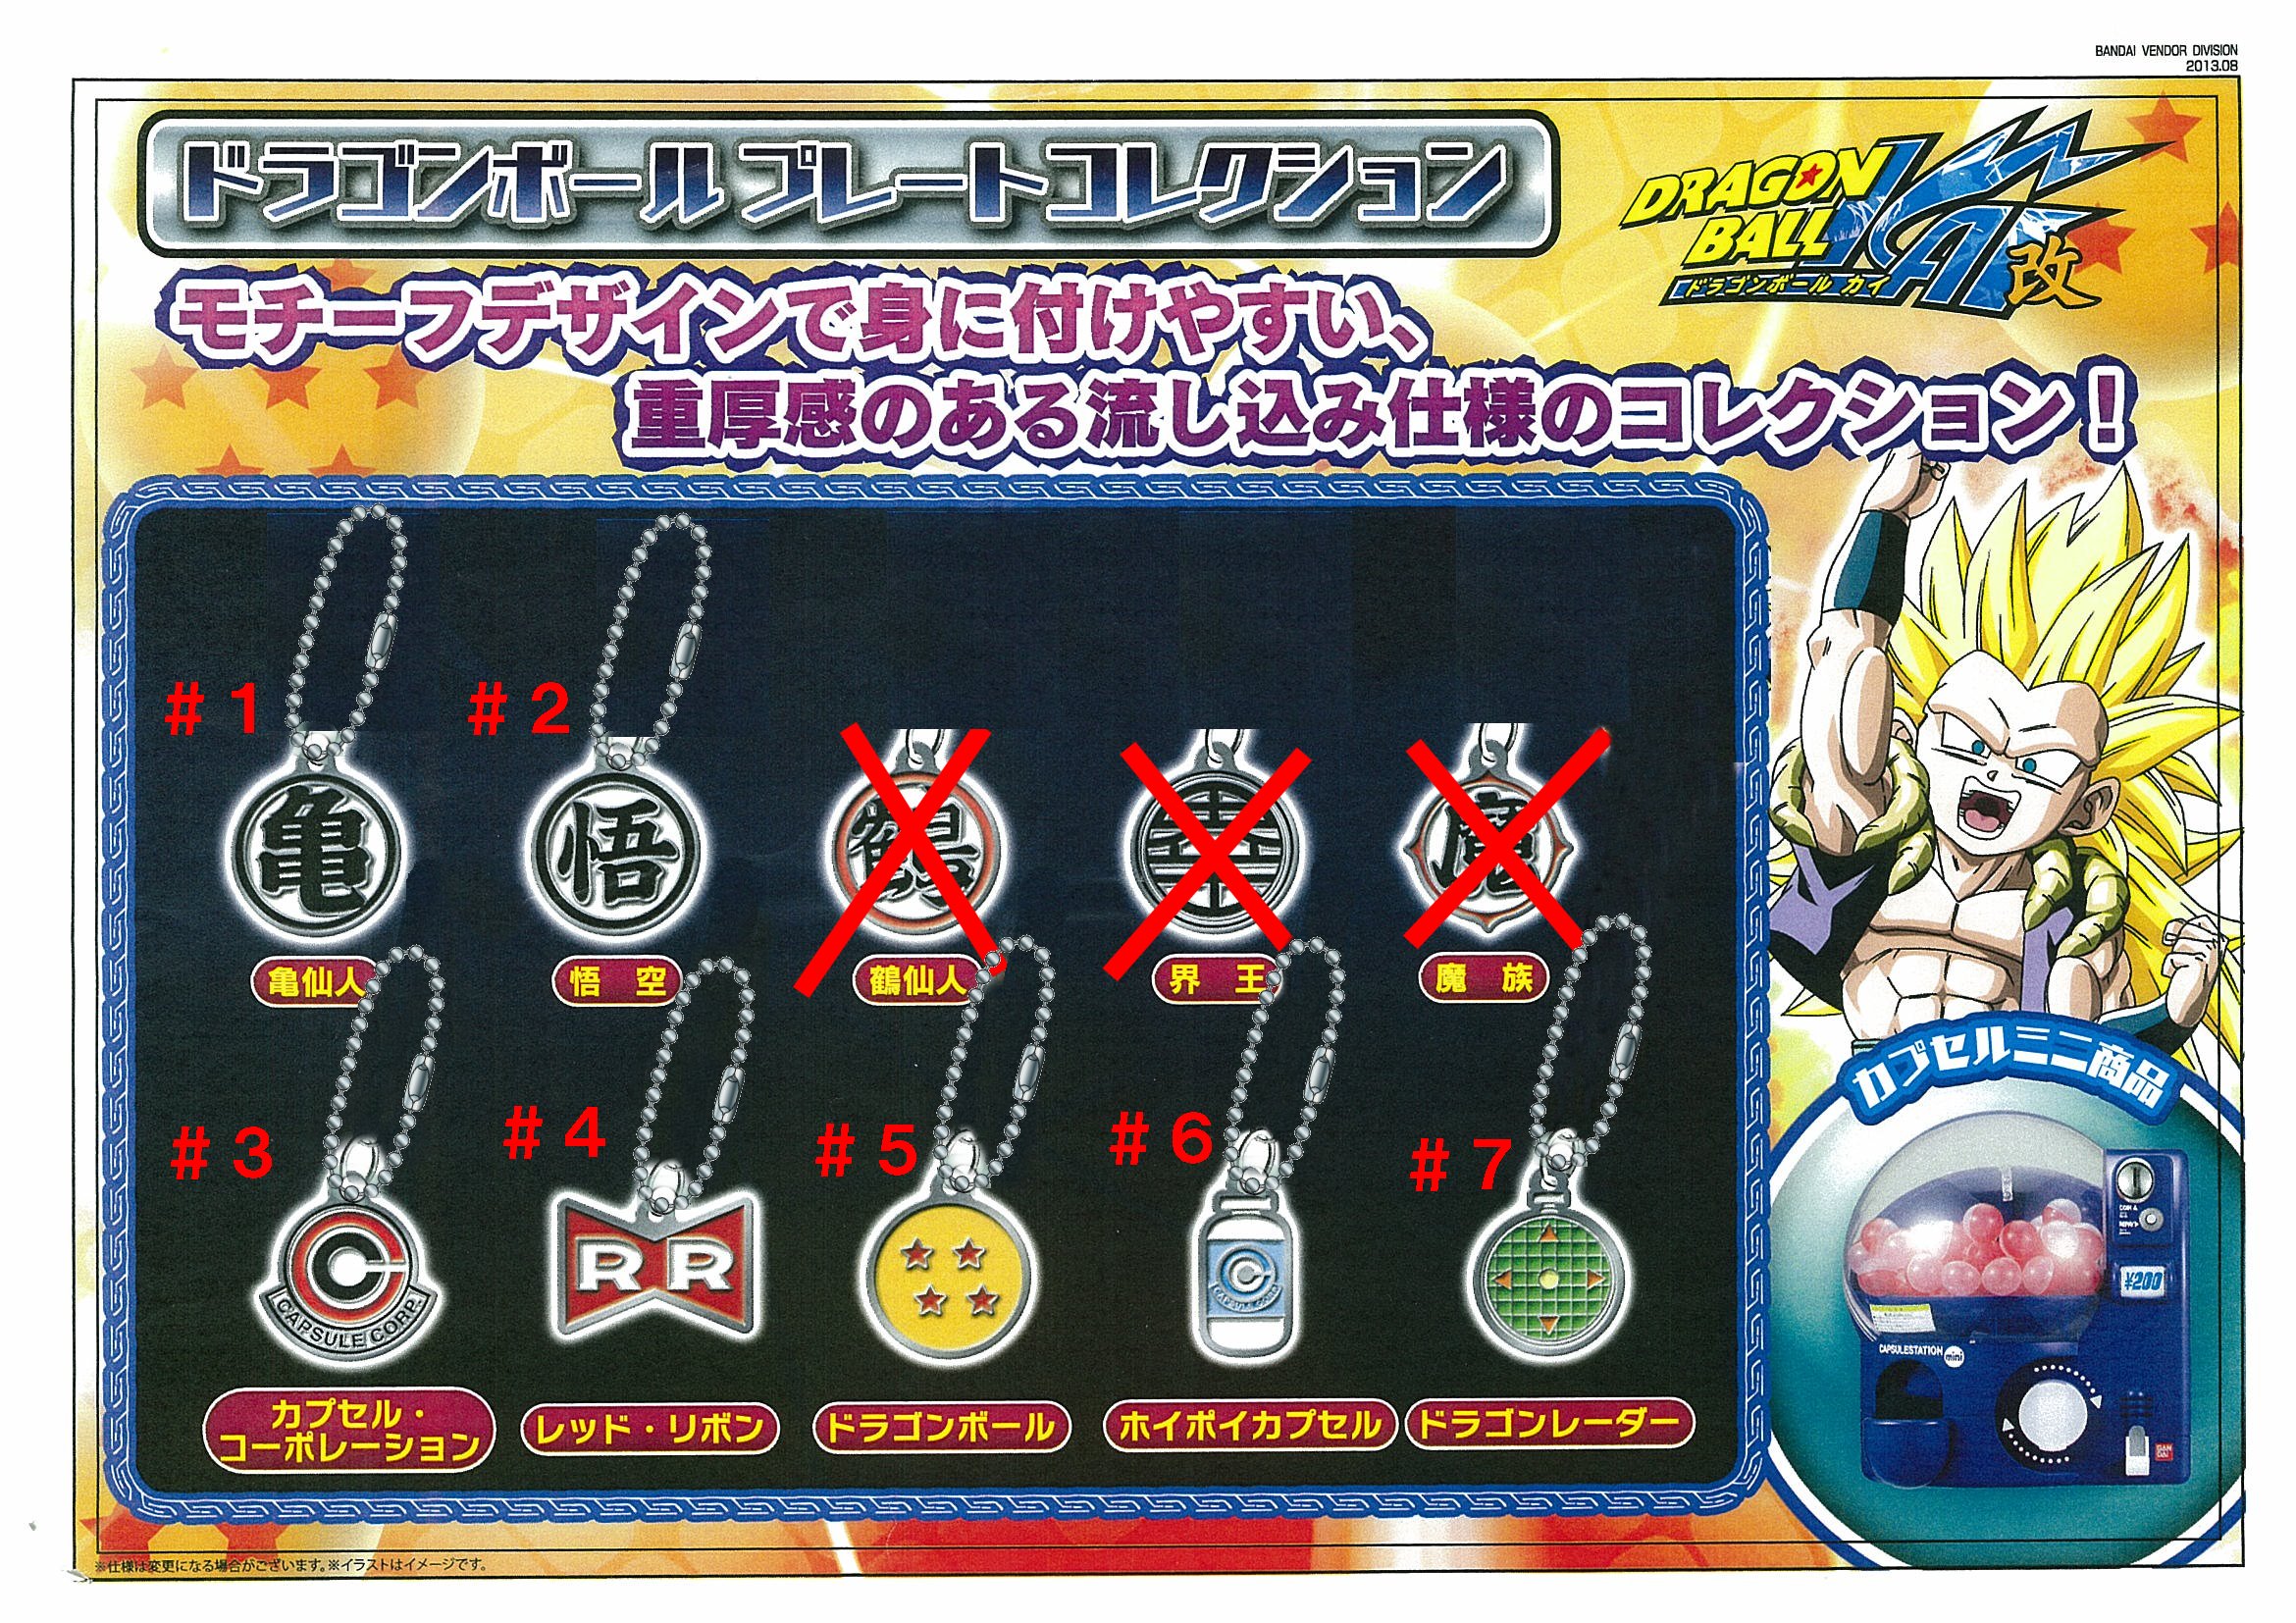 BANDAI VENDOR DIVISION
2013.08
ドラゴンボール プレートコレクション
DRAGON
BALL KAI 改
ドラゴンボール カイ
モチーフデザインで身に付けやすい、
重厚感のある流し込み仕様のコレクション！
#1
#2
亀
悟
鶴
魔
亀仙人
悟 空
鶴仙人
界 王
魔 族
#3
#4
#5
#6
#7
C
CAPSULE CORP.
RR
C
CAPSULE CORP.
カプセル・
コーポレーション
レッド・リボン
ドラゴンボール
ホイポイカプセル
ドラゴンレーダー
カプセルミニ商品
¥200
CAPSULESTATION mini
BAN
DAI
※仕様は変更になる場合がございます。※イラストはイメージです。